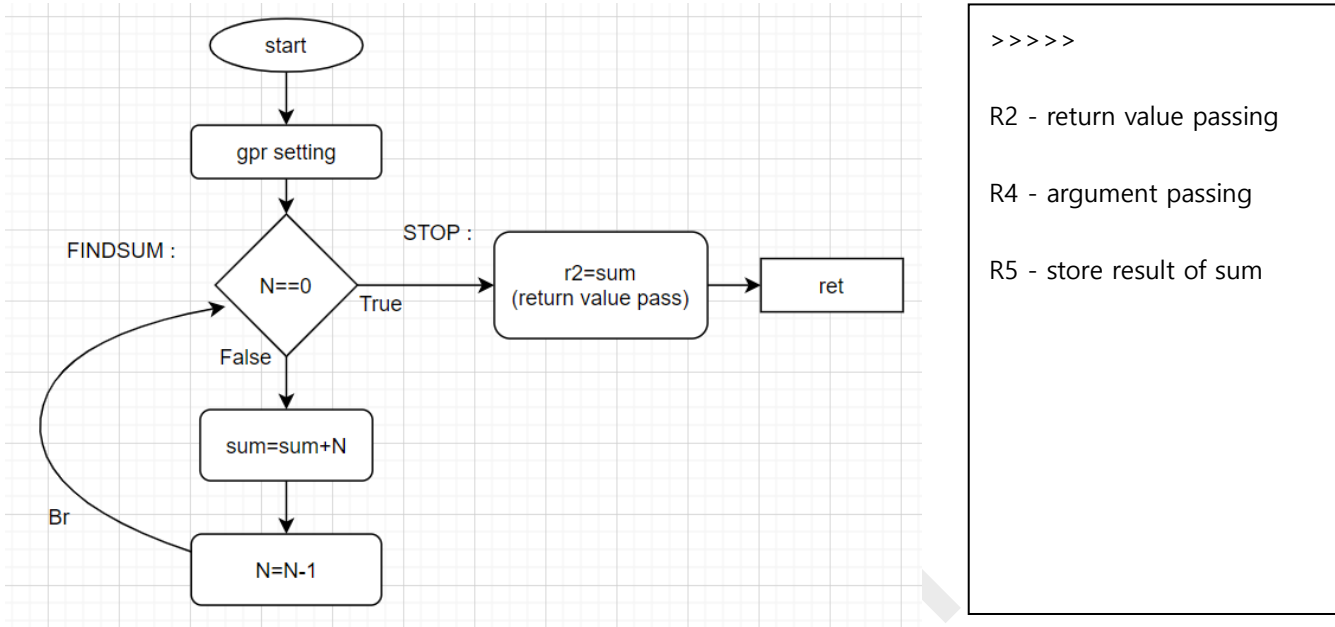 start
gpr setting
FINDSUM :
N==0
True
False
STOP :
r2=sum
(return value pass)
ret
sum=sum+N
N=N-1
Br
>>>>>
R2 - return value passing
R4 - argument passing
R5 - store result of sum